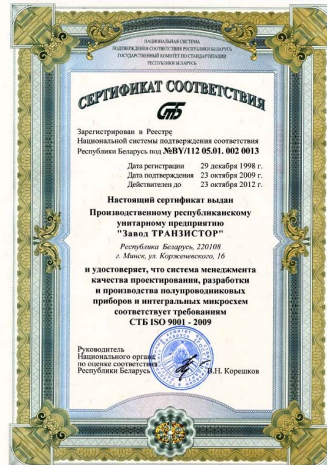 НАЦИОНАЛЬНАЯ СИСТЕМА
ПОДТВЕРЖДЕНИЯ СООТВЕТСТВИЯ РЕСПУБЛИКИ БЕЛАРУСЬ
ГОСУДАРСТВЕННЫЙ КОМИТЕТ ПО СТАНДАРТИЗАЦИИ
РЕСПУБЛИКИ БЕЛАРУСЬ
СЕРТИФИКАТ СООТВЕТСТВИЯ
СТБ
Зарегистрирован в Реестре
Национальной системы подтверждения соответствия
Республики Беларусь под №BY/112 05.01. 002 0013
Дата регистрации 29 декабря 1998 г.
Дата подтверждения 23 октября 2009 г.
Действителен до 23 октября 2012 г.
Настоящий сертификат выдан
Производственному республиканскому
унитарному предприятию
"Завод ТРАНЗИСТОР"
Республика Беларусь, 220108
г. Минск, ул. Корженевского, 16
и удостоверяет, что система менеджмента
качества проектирования, разработки
и производства полупроводниковых
приборов и интегральных микросхем
соответствует требованиям
СТБ ISO 9001 - 2009
Руководитель
Национального органа
по оценке соответствия
Республики Беларусь В.Н. Корешков